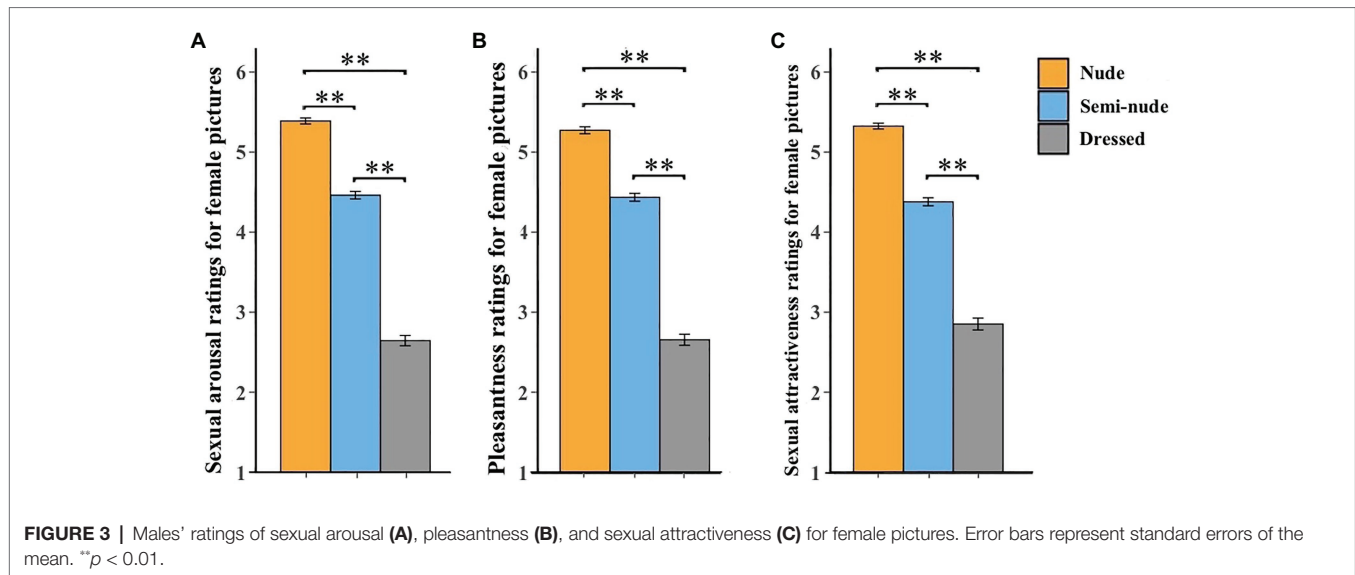 A
Sexual arousal ratings for female pictures
6
5
4
3
2
1
**
**
**
B
Pleasantness ratings for female pictures
6
5
4
3
2
1
**
**
**
C
Sexual attractiveness ratings for female pictures
6
5
4
3
2
1
**
**
**
Nude
Semi-nude
Dressed
FIGURE 3 | Males' ratings of sexual arousal (A), pleasantness (B), and sexual attractiveness (C) for female pictures. Error bars represent standard errors of the
mean. **p < 0.01.